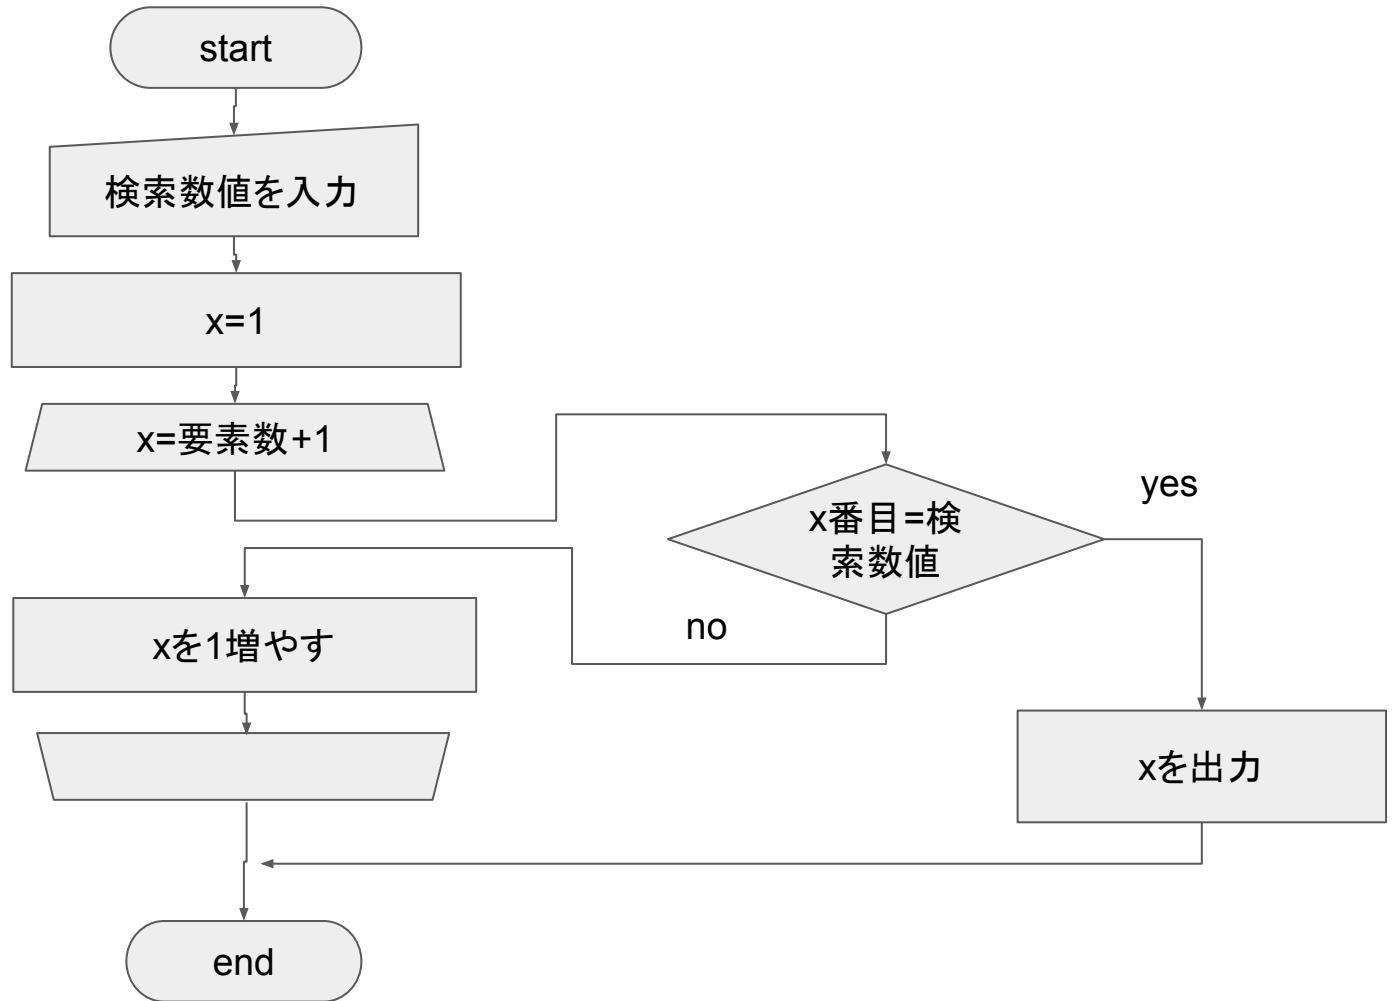 start
検索数値を入力
x=1
x=要素数+1
x番目=検
索数値
yes
no
xを1増やす
xを出力
end